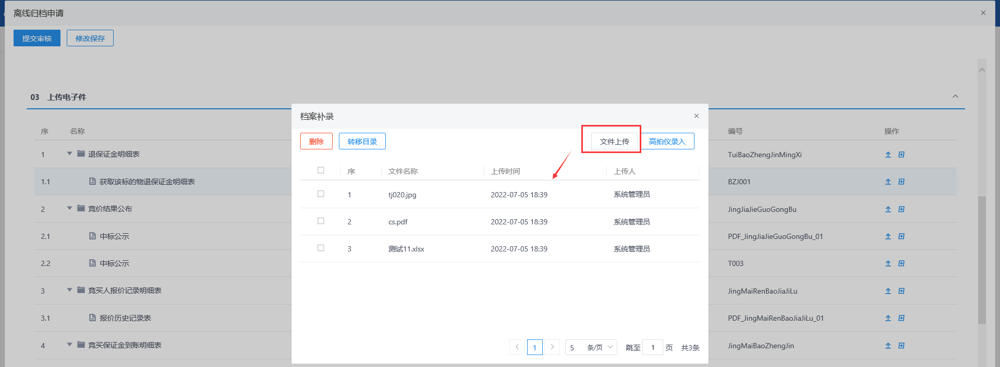 离线归档申请
提交审核 修改保存
03 上传电子件
序 名称 编号 操作
1 退保证金明细表 TuiBaoZhengJinMingXi
1.1 获取该标的物退保证金明细表 BZJ001
2 竞价结果公布 JingJiaJieGuoGongBu
2.1 中标公示 PDF_JingJiaJieGuoGongBu_01
2.2 中标公示 T003
3 竞买人报价记录明细表 JingMaiRenBaoJiaJiLu
3.1 报价历史记录表 PDF_JingMaiRenBaoJiaJiLu_01
4 竞买保证金到账明细表 JingMaiBaoZhengJin
档案补录
删除 转移目录 文件上传 高拍仪录入
序 文件名称 上传时间 上传人
1 tj020.jpg 2022-07-05 18:39 系统管理员
2 cs.pdf 2022-07-05 18:39 系统管理员
3 测试11.xlsx 2022-07-05 18:39 系统管理员
1 5 条/页 跳至 1 页 共3条